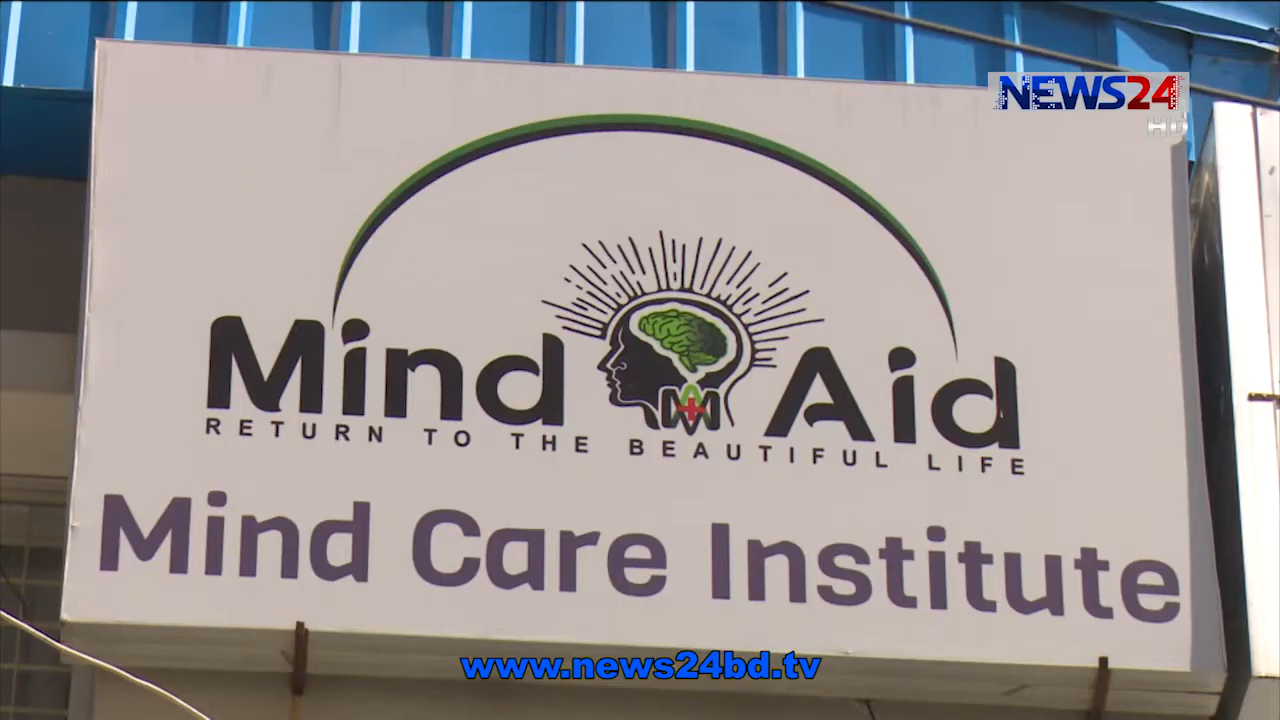 NEWS24
HD
Mind Aid
RETURN TO THE BEAUTIFUL LIFE
Mind Care Institute
www.news24bd.tv